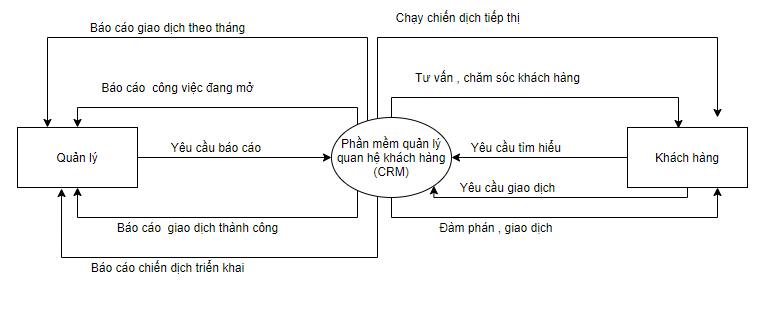 Chạy chiến dịch tiếp thị
Báo cáo giao dịch theo tháng
Tư vấn , chăm sóc khách hàng
Báo cáo công việc đang mở
Quản lý
Yêu cầu báo cáo
Phần mềm quản lý
quan hệ khách hàng
(CRM)
Yêu cầu tìm hiểu
Khách hàng
Yêu cầu giao dịch
Báo cáo giao dịch thành công
Đàm phán , giao dịch
Báo cáo chiến dịch triển khai